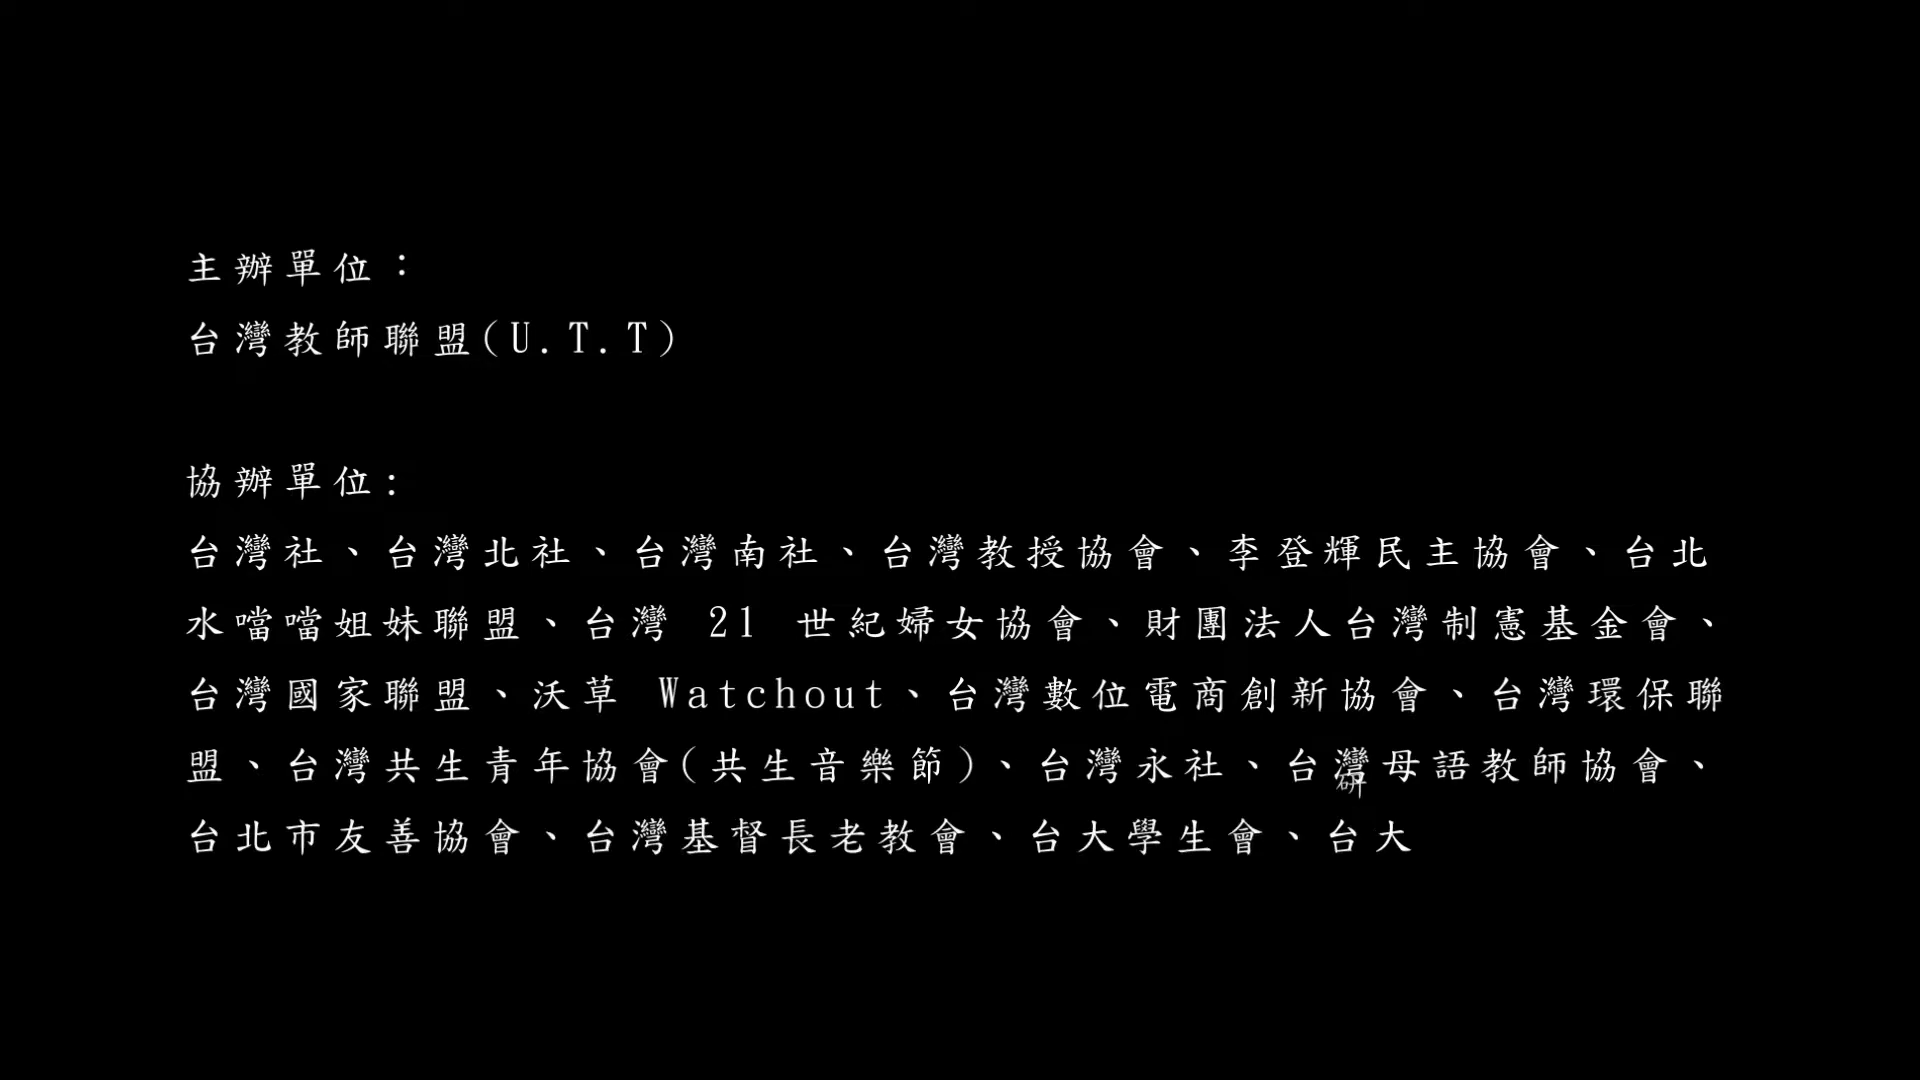 主辦單位：
台灣教師聯盟(U.T.T)
協辦單位:
台灣社、台灣北社、台灣南社、台灣教授協會、李登輝民主協會、台北
水噹噹姐妹聯盟、台灣 21 世紀婦女協會、財團法人台灣制憲基金會、
台灣國家聯盟、沃草 Watchout、台灣數位電商創新協會、台灣環保聯
盟、台灣共生青年協會(共生音樂節)、台灣永社、台灣母語教師協會、
研
台北市友善協會、台灣基督長老教會、台大學生會、台大